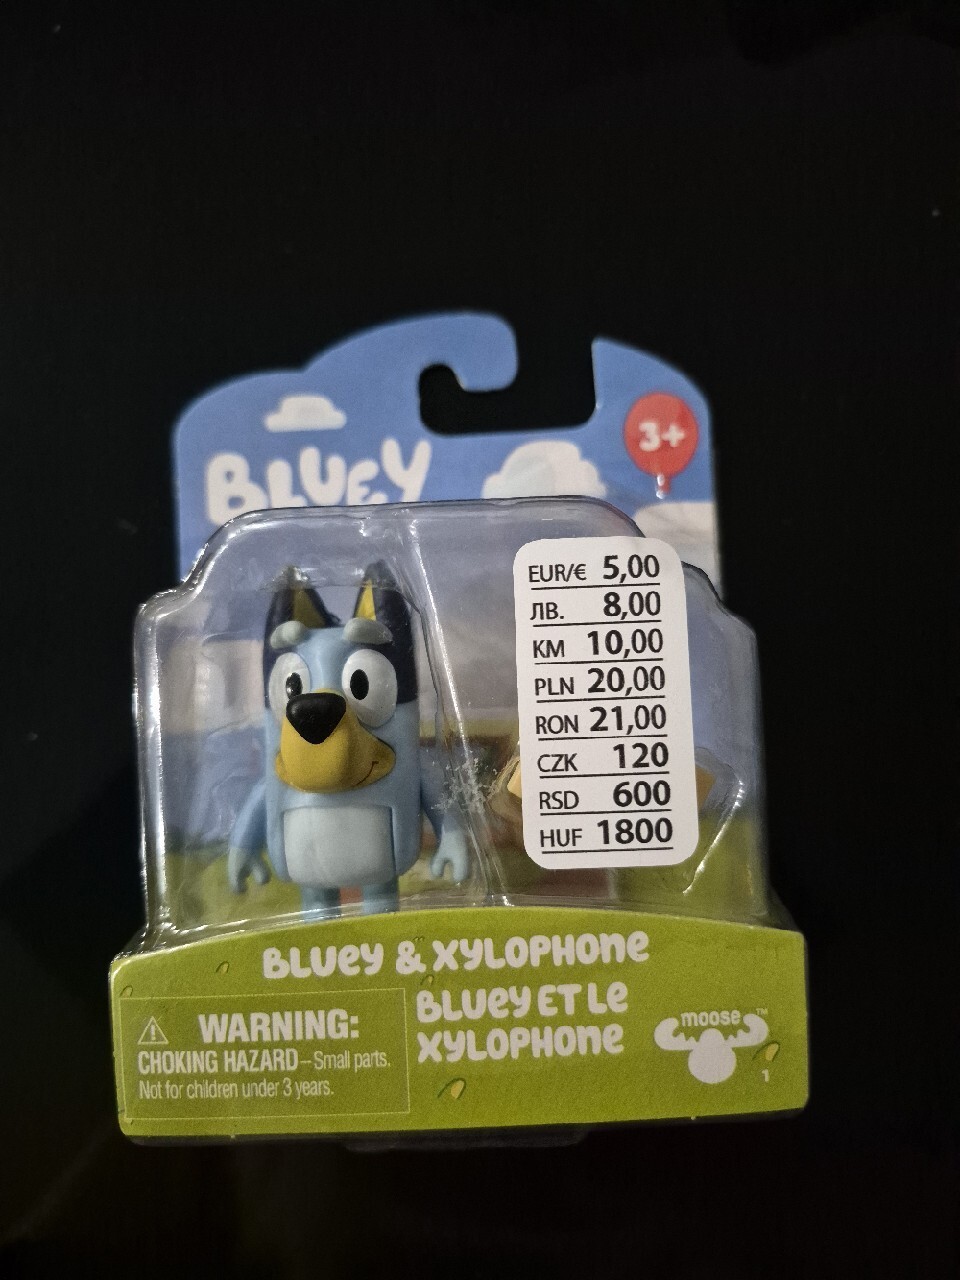 BLUEY
3+
EUR/€ 5,00
ЛВ. 8,00
KM 10,00
PLN 20,00
RON 21,00
CZK 120
RSD 600
HUF 1800
BLUEY & XYLOPHONE
BLUEY ET LE
XYLOPHONE
WARNING:
CHOKING HAZARD – Small parts.
Not for children under 3 years.
moose™
1